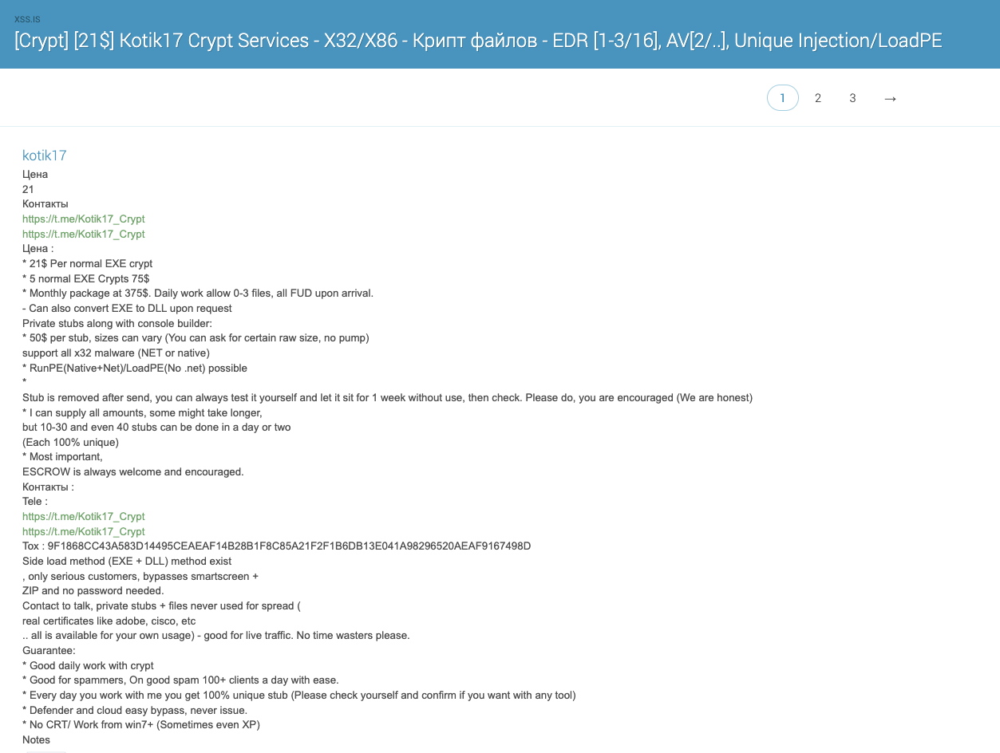 XSS.IS
[Crypt] [21$] Kotik17 Crypt Services - X32/X86 - Крипт файлов - EDR [1-3/16], AV[2/..], Unique Injection/LoadPE
1 2 3 →
kotik17
Цена
21
Контакты
https://t.me/Kotik17_Crypt
https://t.me/Kotik17_Crypt
Цена :
* 21$ Per normal EXE crypt
* 5 normal EXE Crypts 75$
* Monthly package at 375$. Daily work allow 0-3 files, all FUD upon arrival.
- Can also convert EXE to DLL upon request
Private stubs along with console builder:
* 50$ per stub, sizes can vary (You can ask for certain raw size, no pump)
support all x32 malware (NET or native)
* RunPE(Native+Net)/LoadPE(No .net) possible
*
Stub is removed after send, you can always test it yourself and let it sit for 1 week without use, then check. Please do, you are encouraged (We are honest)
* I can supply all amounts, some might take longer,
but 10-30 and even 40 stubs can be done in a day or two
(Each 100% unique)
* Most important,
ESCROW is always welcome and encouraged.
Контакты :
Tele :
https://t.me/Kotik17_Crypt
https://t.me/Kotik17_Crypt
Tox : 9F1868CC43A583D14495CEAEAF14B28B1F8C85A21F2F1B6DB13E041A98296520AEAF9167498D
Side load method (EXE + DLL) method exist
, only serious customers, bypasses smartscreen +
ZIP and no password needed.
Contact to talk, private stubs + files never used for spread (
real certificates like adobe, cisco, etc
.. all is available for your own usage) - good for live traffic. No time wasters please.
Guarantee:
* Good daily work with crypt
* Good for spammers, On good spam 100+ clients a day with ease.
* Every day you work with me you get 100% unique stub (Please check yourself and confirm if you want with any tool)
* Defender and cloud easy bypass, never issue.
* No CRT/ Work from win7+ (Sometimes even XP)
Notes